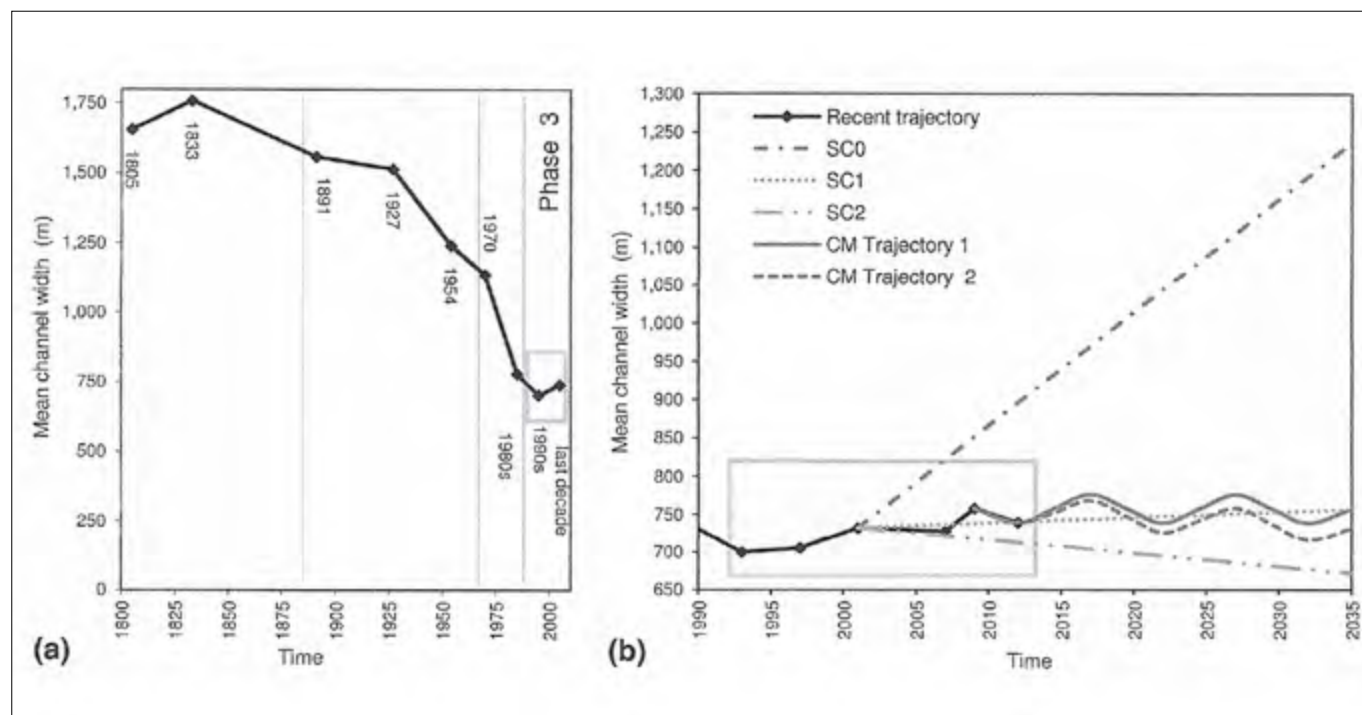 1,750
1,500
1,250
1,000
750
500
250
0
Mean channel width (m)
1805
1833
1891
1927
1954
1970
1980s
1990s
last decade
Phase 3
1800
1825
1850
1875
1900
1925
1950
1975
2000
Time
(a)
1,300
1,250
1,200
1,150
1,100
1,050
1,000
950
900
850
800
750
700
650
Mean channel width (m)
Recent trajectory
SC0
SC1
SC2
CM Trajectory 1
CM Trajectory 2
1990
1995
2000
2005
2010
2015
2020
2025
2030
2035
Time
(b)